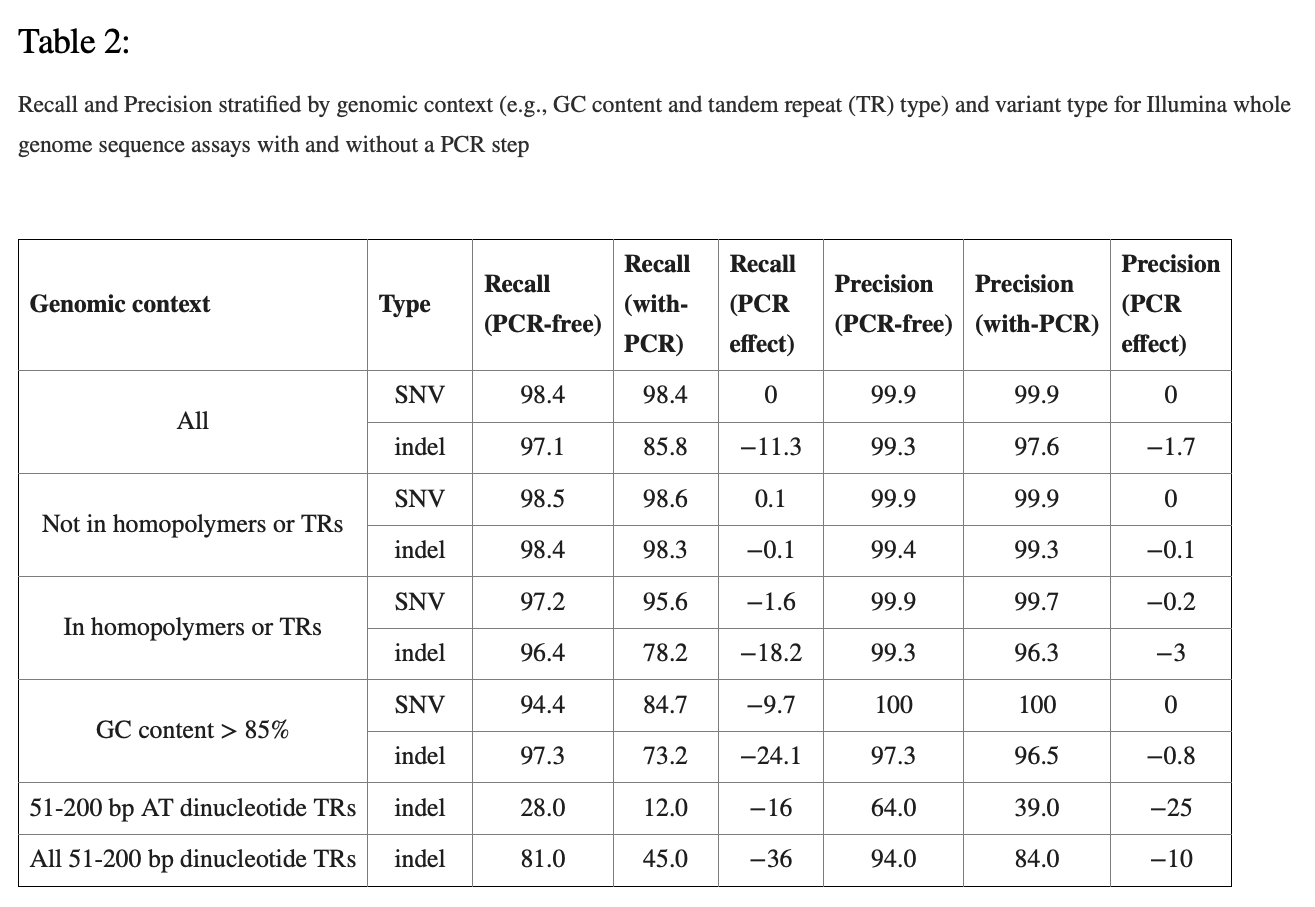 Table 2:
Recall and Precision stratified by genomic context (e.g., GC content and tandem repeat (TR) type) and variant type for Illumina whole
genome sequence assays with and without a PCR step
Genomic context Type Recall (PCR-free) Recall (with-PCR) Recall (PCR effect) Precision (PCR-free) Precision (with-PCR) Precision (PCR effect)
All SNV 98.4 98.4 0 99.9 99.9 0
indel 97.1 85.8 −11.3 99.3 97.6 −1.7
Not in homopolymers or TRs SNV 98.5 98.6 0.1 99.9 99.9 0
indel 98.4 98.3 −0.1 99.4 99.3 −0.1
In homopolymers or TRs SNV 97.2 95.6 −1.6 99.9 99.7 −0.2
indel 96.4 78.2 −18.2 99.3 96.3 −3
GC content > 85% SNV 94.4 84.7 −9.7 100 100 0
indel 97.3 73.2 −24.1 97.3 96.5 −0.8
51-200 bp AT dinucleotide TRs indel 28.0 12.0 −16 64.0 39.0 −25
All 51-200 bp dinucleotide TRs indel 81.0 45.0 −36 94.0 84.0 −10